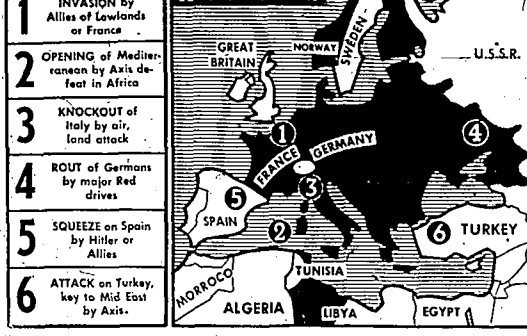 1
INVASION by
Allies of Lowlands
or France
2
OPENING of Mediter-
ranean by Axis de-
feat in Africa
3
KNOCKOUT of
Italy by air,
land attack
4
ROUT of Germans
by major Red
drives
5
SQUEEZE on Spain
by Hitler or
Allies
6
ATTACK on Turkey,
key to Mid East
by Axis.
GREAT
BRITAIN
NORWAY
SWEDEN
U.S.S.R.
1
FRANCE
GERMANY
4
3
5
SPAIN
2
6
TURKEY
MORROCO
ALGERIA
TUNISIA
LIBYA
EGYPT